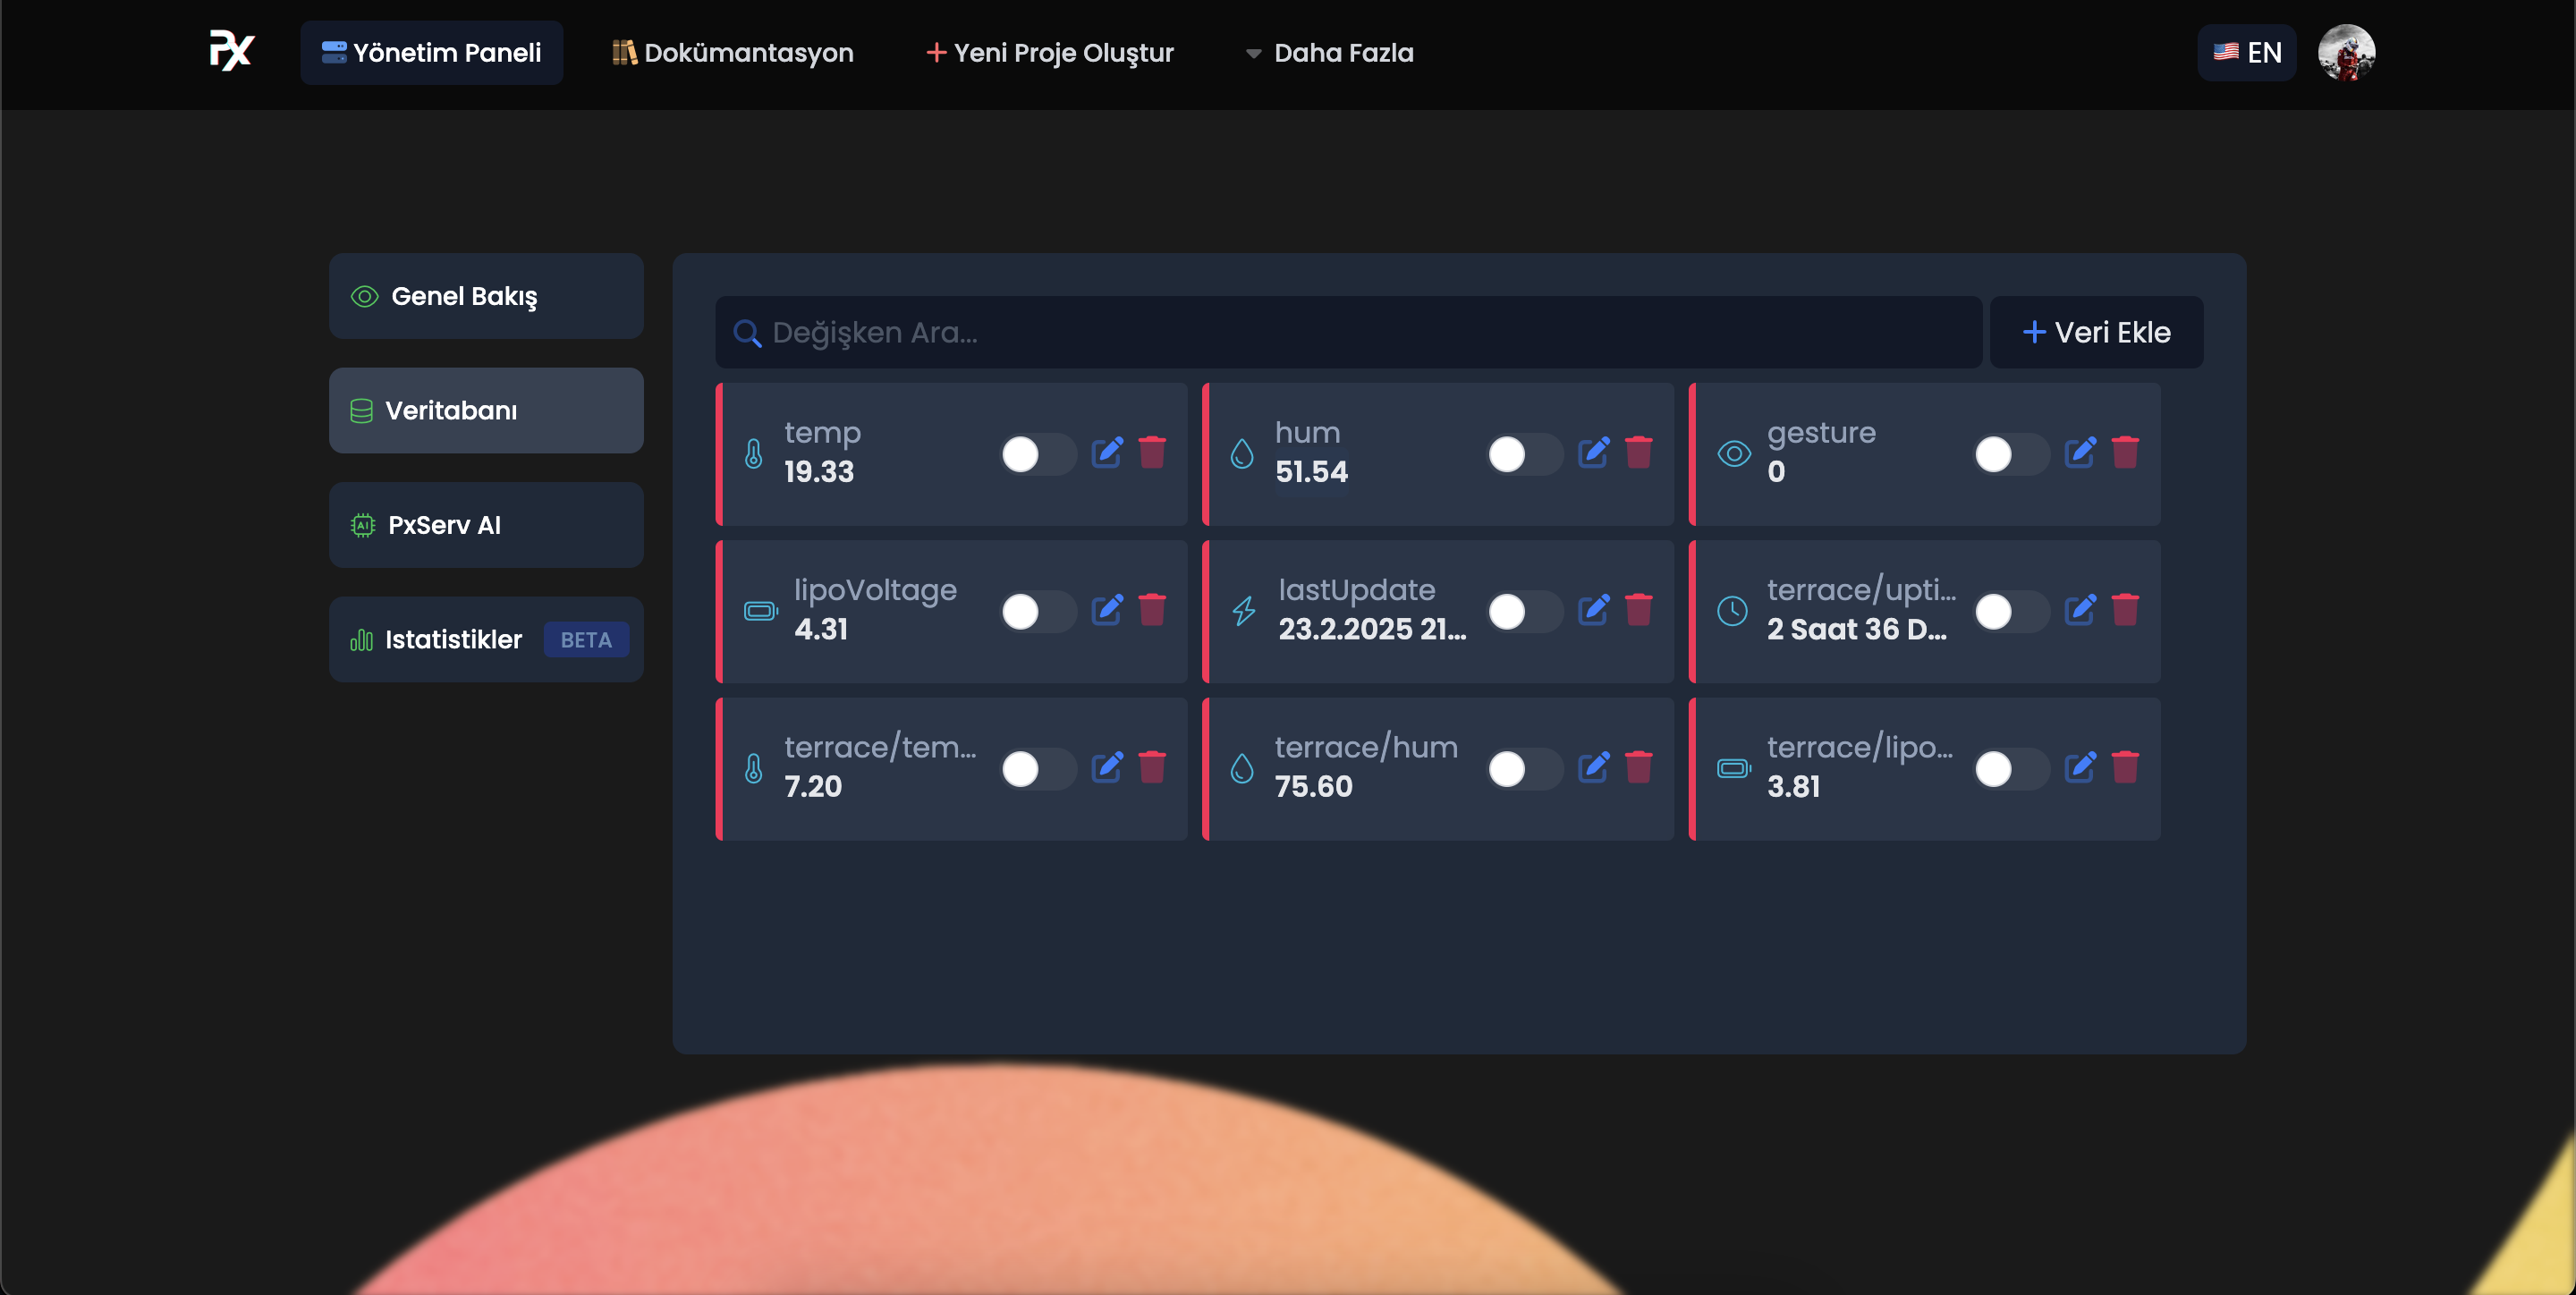 PX
Yönetim Paneli
Dokümantasyon
+ Yeni Proje Oluştur
Daha Fazla
EN
Genel Bakış
Veritabanı
AI PxServ AI
Istatistikler BETA
Değişken Ara...
+ Veri Ekle
temp
19.33
hum
51.54
gesture
0
lipoVoltage
4.31
lastUpdate
23.2.2025 21...
terrace/upti...
2 Saat 36 D...
terrace/tem...
7.20
terrace/hum
75.60
terrace/lipo...
3.81